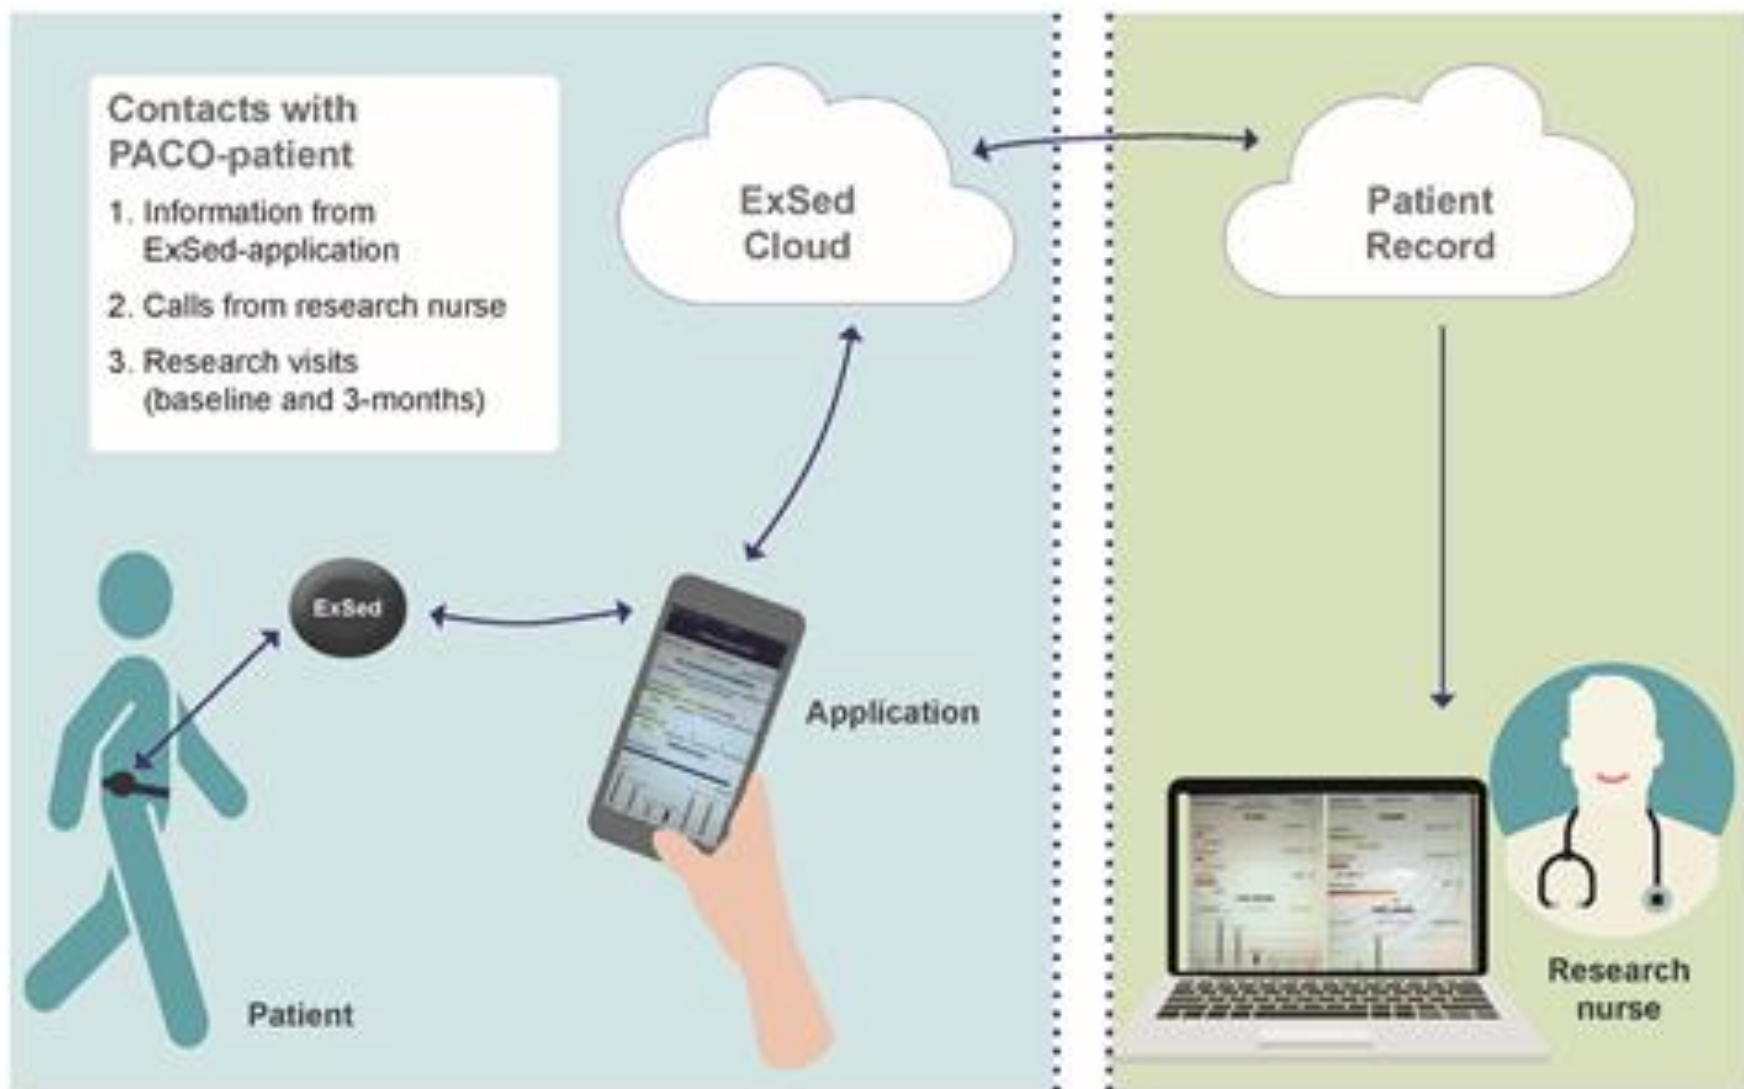 Contacts with
PACO-patient
1. Information from
ExSed-application
2. Calls from research nurse
3. Research visits
(baseline and 3-months)
ExSed
Cloud
Patient
Record
ExSed
Application
Patient
Research
nurse